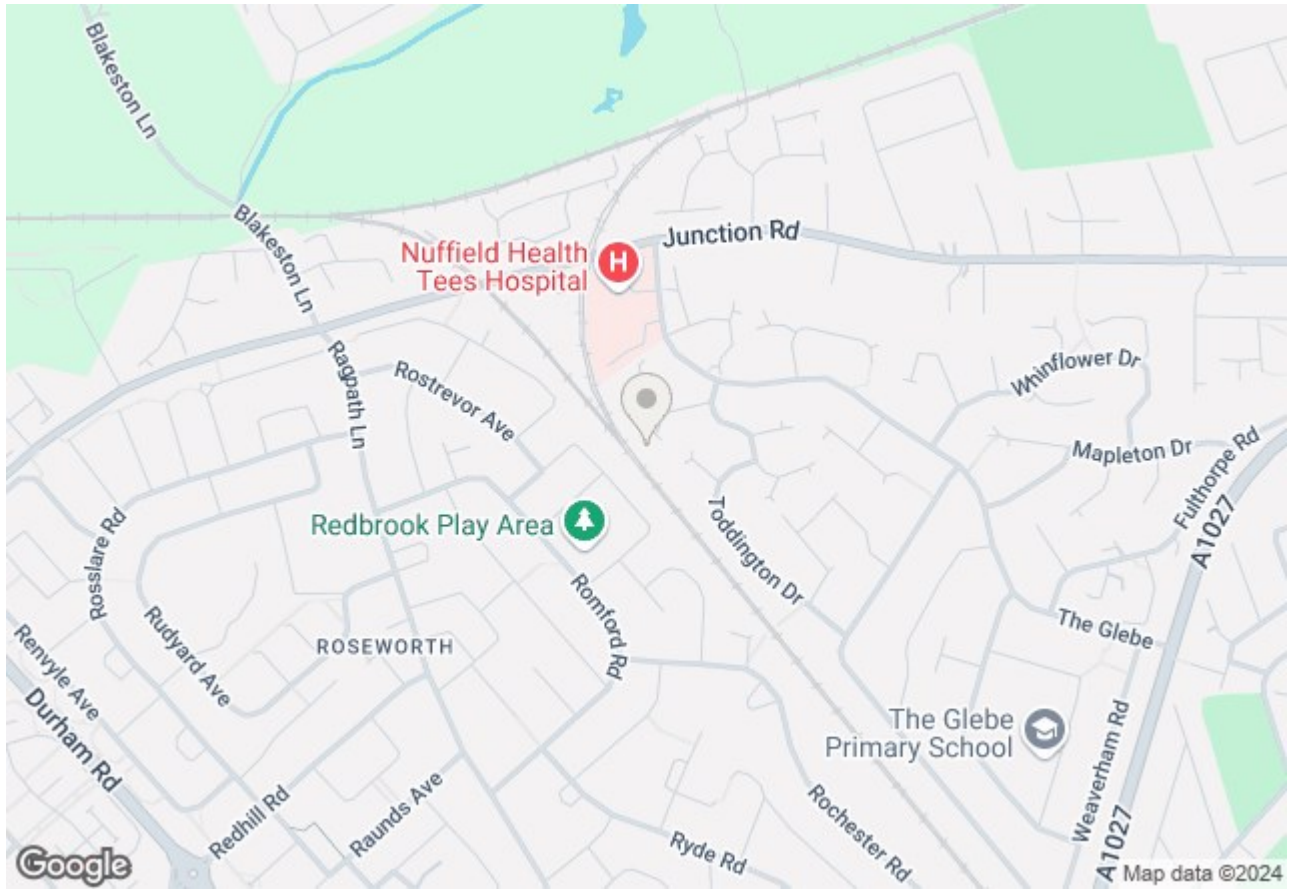 Blakeston Ln
Blakeston Ln
Junction Rd
Nuffield Health
Tees Hospital
H
Ragpath Ln
Rostrevor Ave
Whinflower Dr
Mapleton Dr
Fulthorpe Rd
A1027
Redbrook Play Area
Toddington Dr
Rosslare Rd
Rudyard Ave
ROSEWORTH
Romford Rd
The Glebe
Renvyle Ave
Durham Rd
The Glebe
Primary School
Weaverham Rd
Redhill Rd
Raunds Ave
Ryde Rd
Rochester Rd
A1027
Google
Map data ©2024